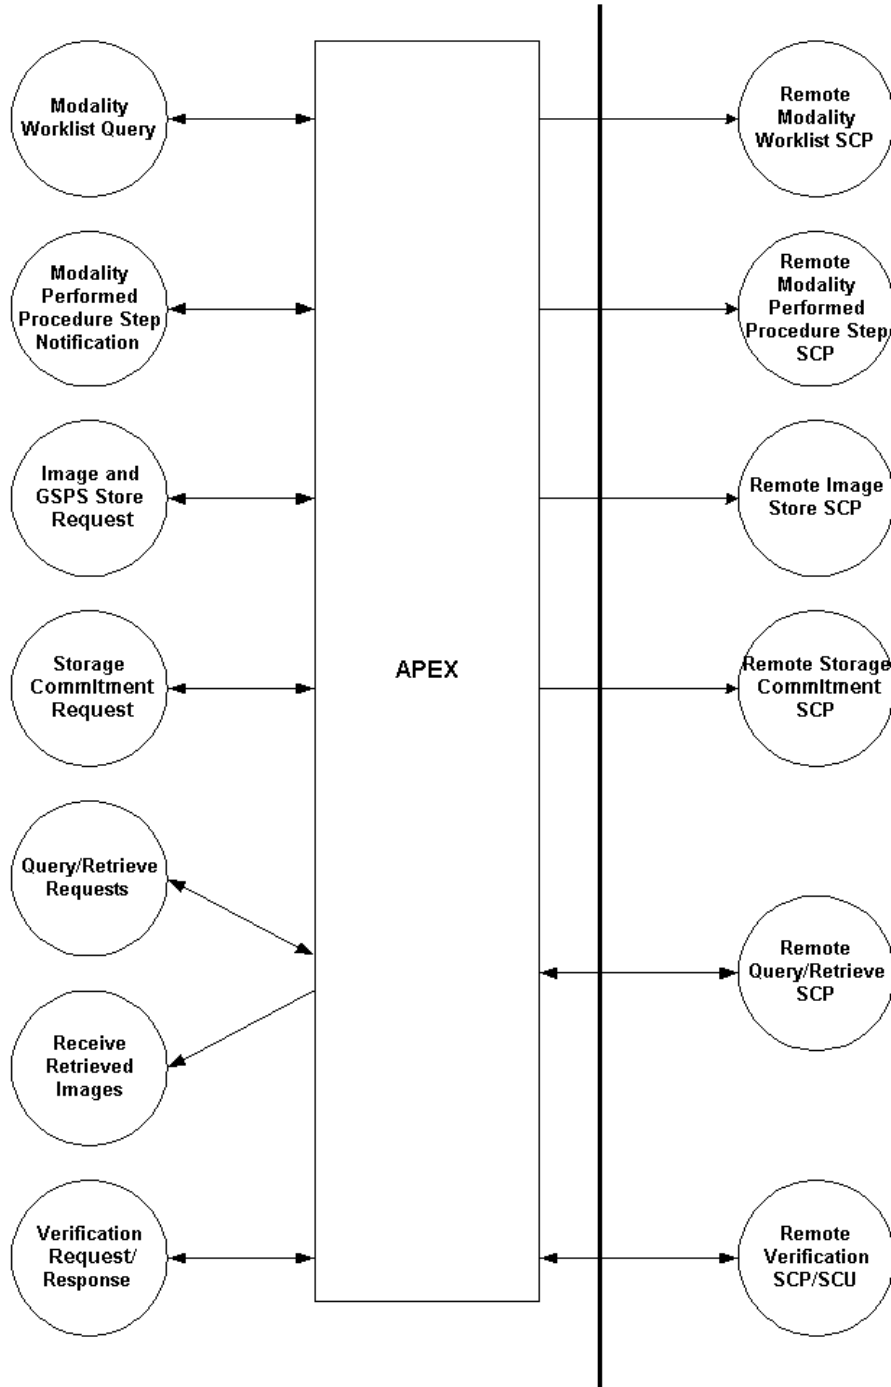 Modality
Worklist Query
Modality
Performed
Procedure Step
Notification
Image and
GSPS Store
Request
Storage
Commitment
Request
Query/Retrieve
Requests
Receive
Retrieved
Images
Verification
Request/
Response
APEX
Remote
Modality
Worklist SCP
Remote
Modality
Performed
Procedure Step
SCP
Remote Image
Store SCP
Remote Storage
Commitment
SCP
Remote
Query/Retrieve
SCP
Remote
Verification
SCP/SCU